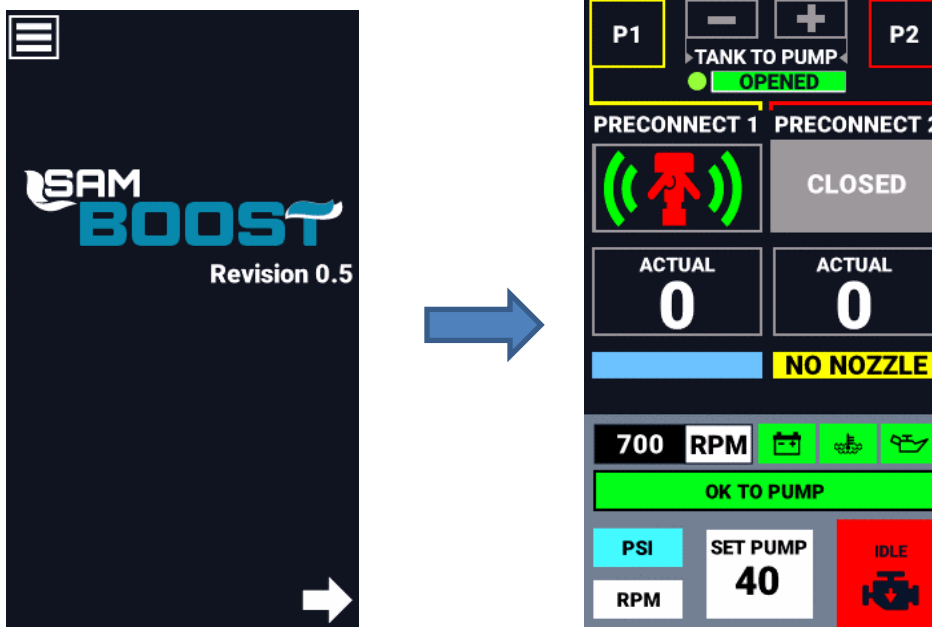 SAM
BOOST
Revision 0.5
P1
P2
TANK TO PUMP
OPENED
PRECONNECT 1 PRECONNECT 2
CLOSED
ACTUAL ACTUAL
0 0
NO NOZZLE
700 RPM
OK TO PUMP
PSI SET PUMP IDLE
40
RPM